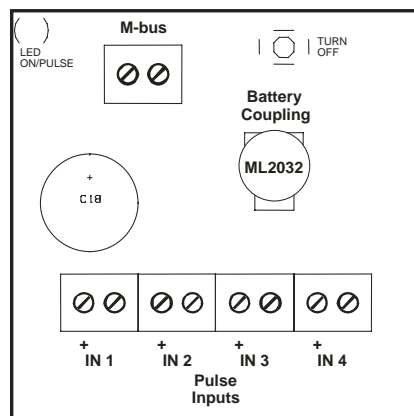 M-bus
LED
ON/PULSE
TURN
OFF
Battery
Coupling
ML2032
+
C18
+ + + +
IN 1 IN 2 IN 3 IN 4
Pulse
Inputs